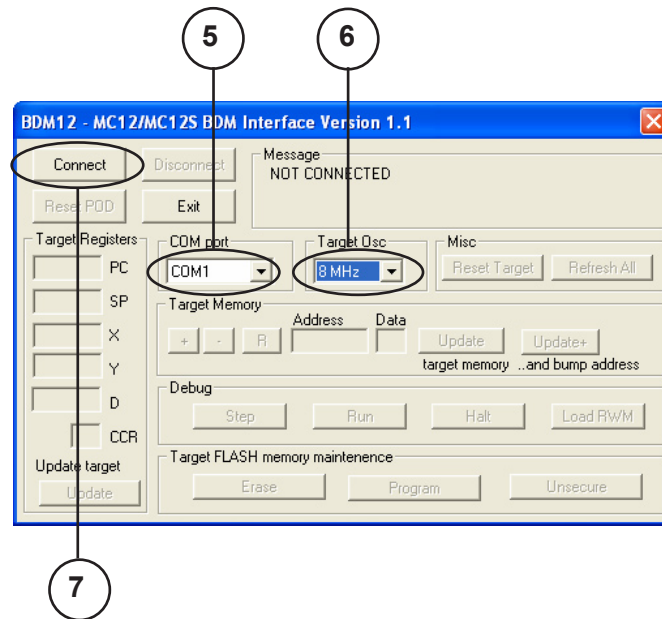 5 6
BDM12 - MC12/MC12S BDM Interface Version 1.1
Connect Disconnect
Message
NOT CONNECTED
Reset POD Exit
Target Registers
PC
SP
X
Y
D
CCR
Update target
Update
COM port
COM1
Target Osc
8 MHz
Misc
Reset Target Refresh All
Target Memory
Address Data
+ - R Update Update+
target memory ..and bump address
Debug
Step Run Halt Load RWM
Target FLASH memory maintenence
Erase Program Unsecure
7